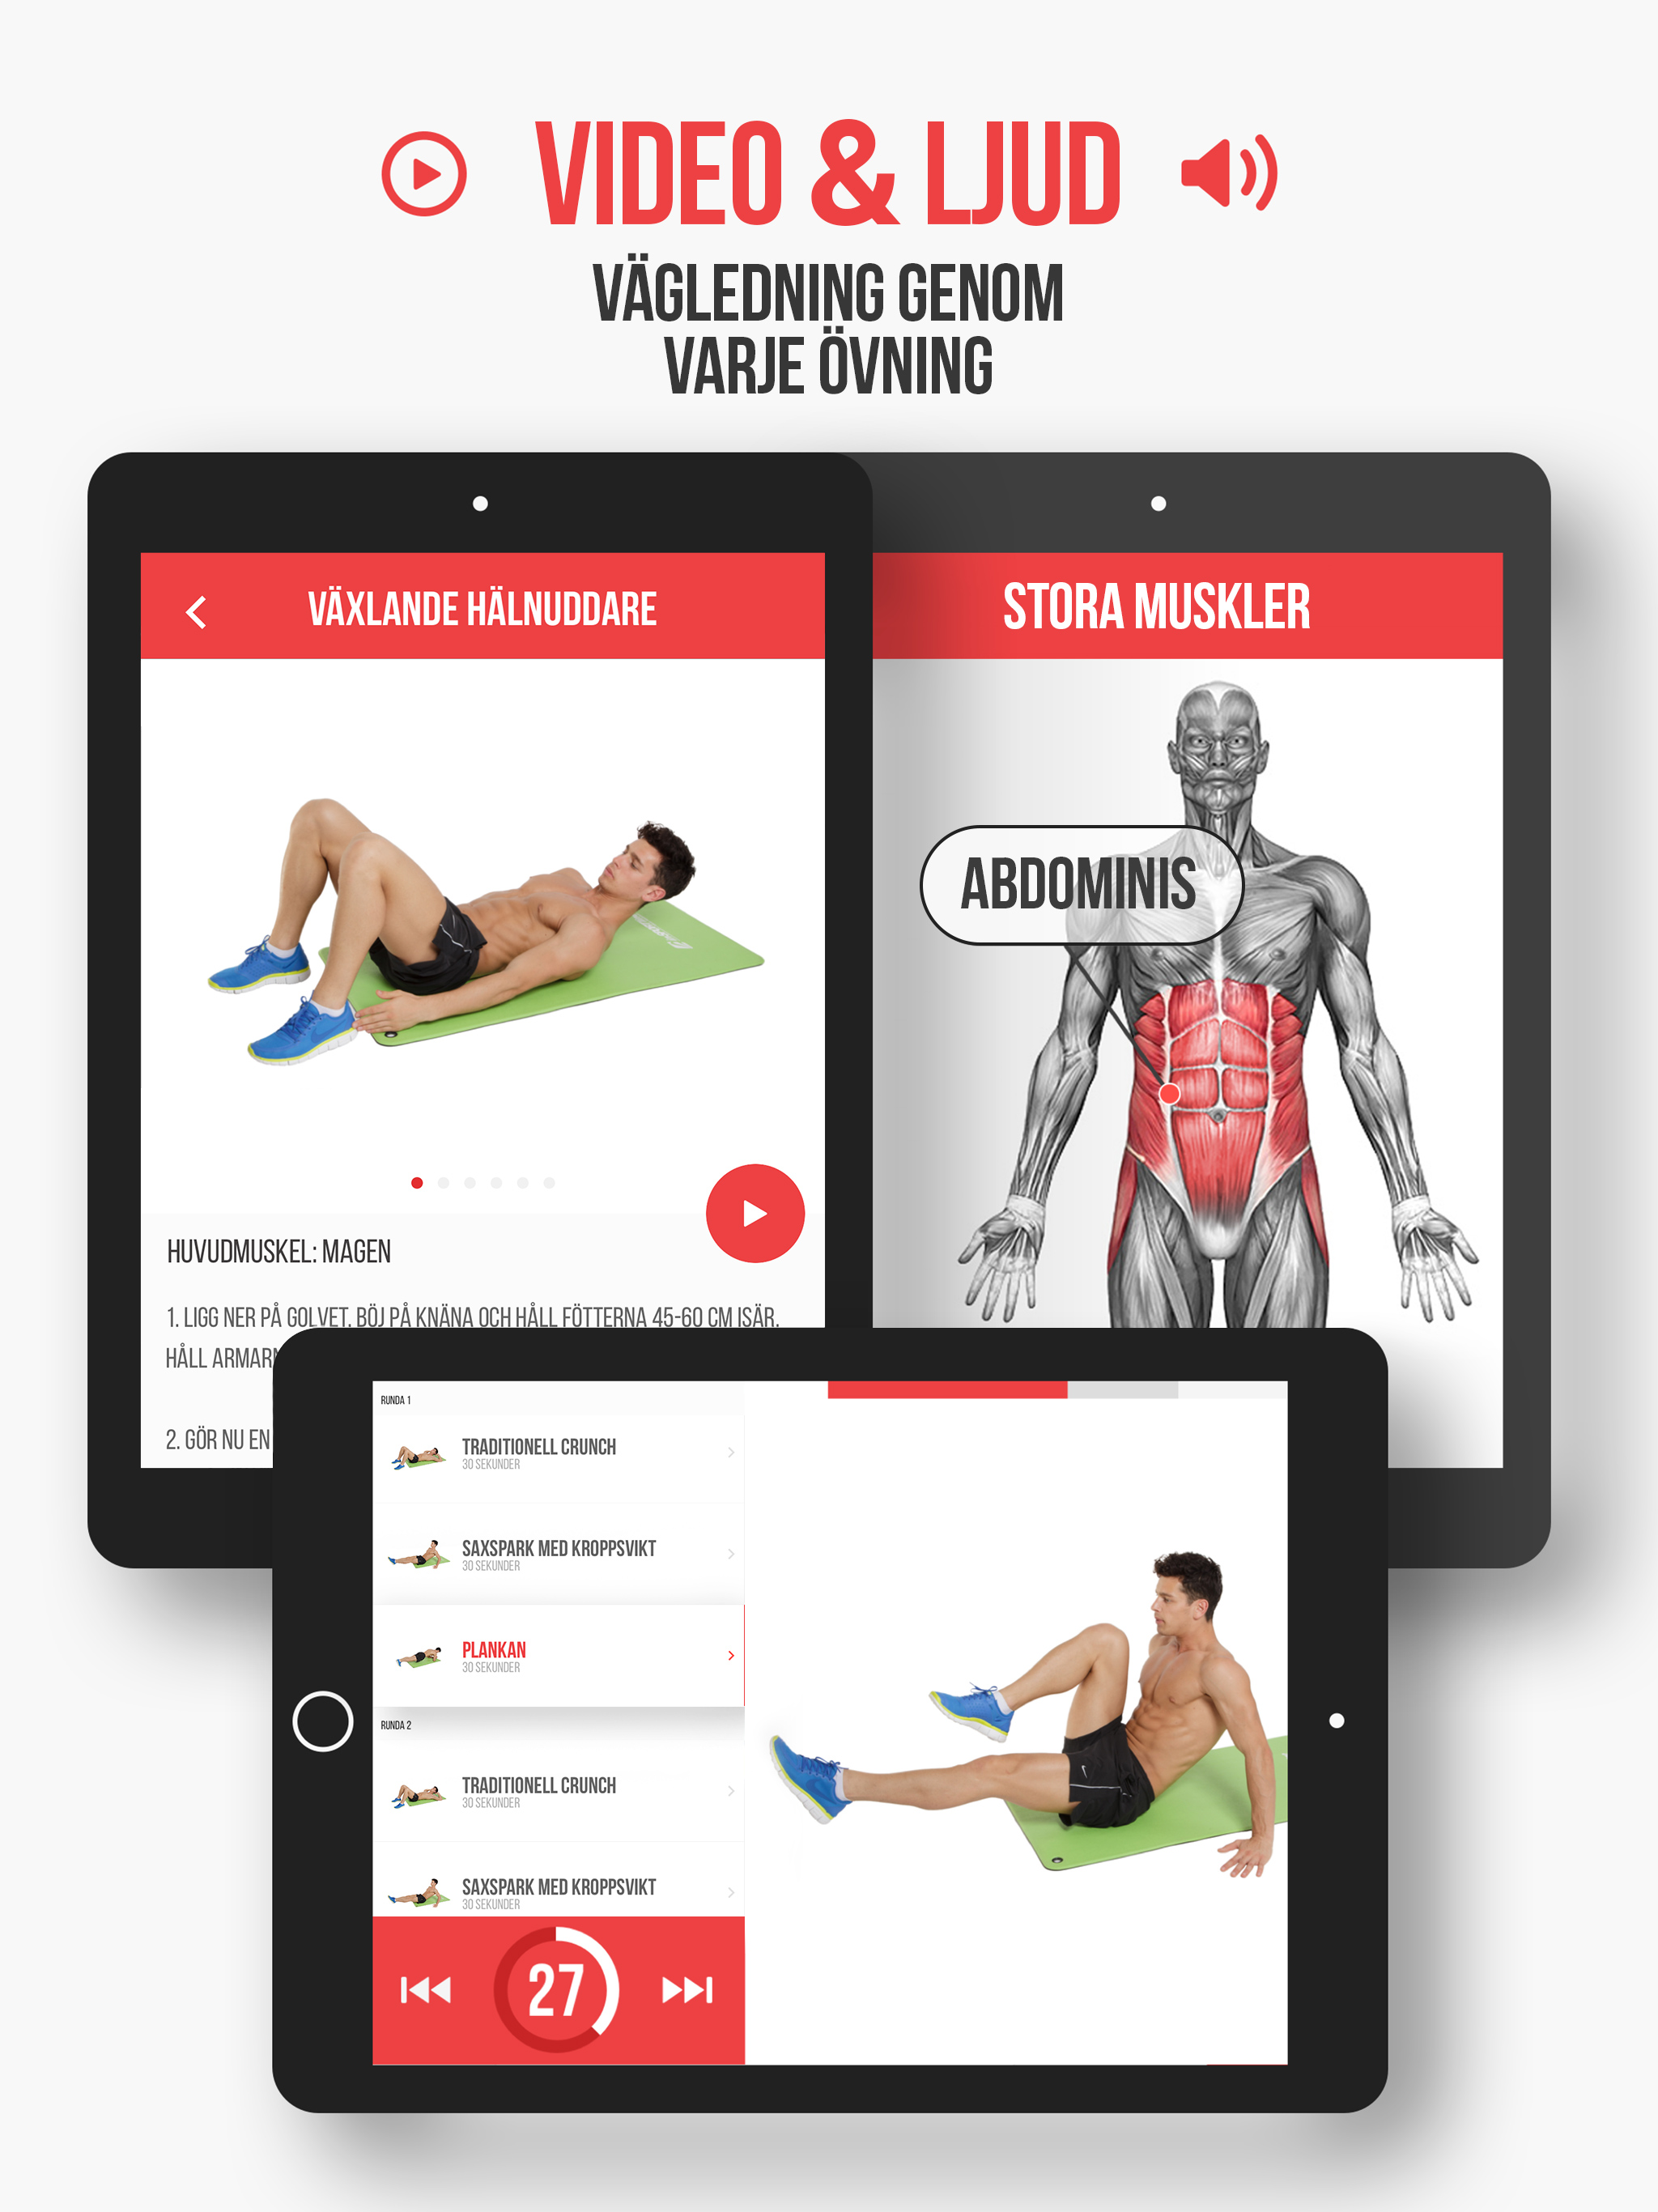 VIDEO & LJUD
VÄGLEDNING GENOM
VARJE ÖVNING
VÄXLANDE HÄLNUDDARE
HUVUDMUSKEL: MAGEN
1. LIGG NER PÅ GOLVET. BÖJ PÅ KNÄNA OCH HÅLL FÖTTERNA 45-60 CM ISÄR.
HÅLL
2. GÖR NU EN
STORA MUSKLER
ABDOMINIS
RUNDA 1
TRADITIONELL CRUNCH
30 SEKUNDER
SAXSPARK MED KROPPSVIKT
30 SEKUNDER
PLANKAN
30 SEKUNDER
RUNDA 2
TRADITIONELL CRUNCH
30 SEKUNDER
SAXSPARK MED KROPPSVIKT
30 SEKUNDER
27